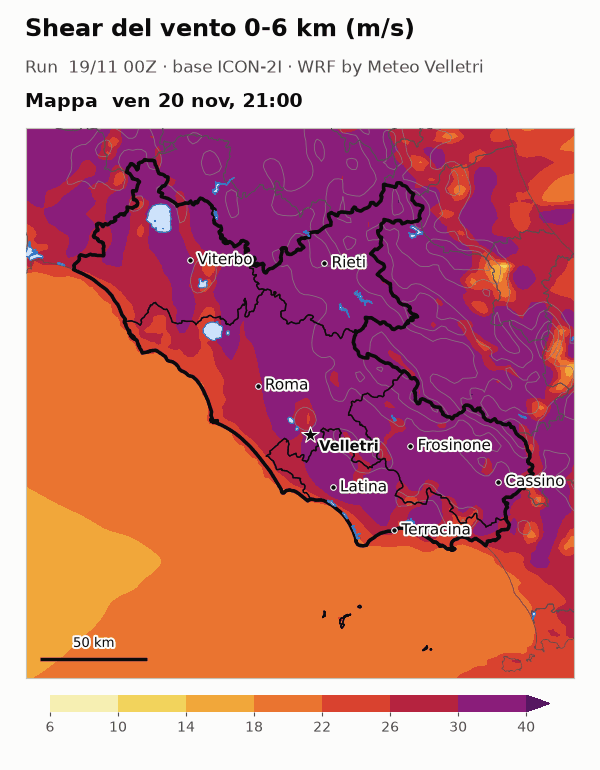 Shear del vento 0-6 km (m/s)
Run 19/11 00Z · base ICON-2I · WRF by Meteo Velletri
Mappa ven 20 nov, 21:00
Viterbo
Rieti
Roma
Velletri
Frosinone
Latina
Cassino
Terracina
50 km
6 10 14 18 22 26 30 40